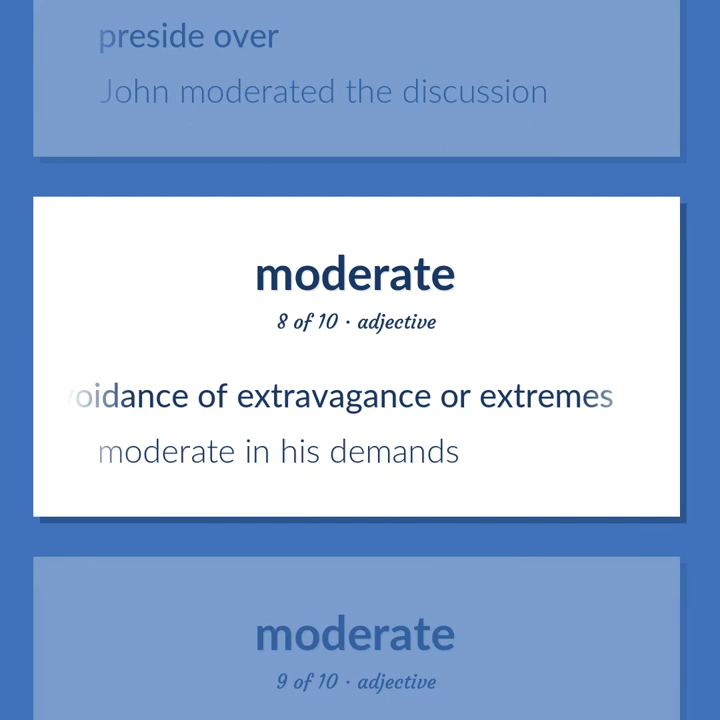 preside over
John moderated the discussion
moderate
8 of 10 · adjective
of extravagance or extremes
moderate in his demands
moderate
9 of 10 · adjective